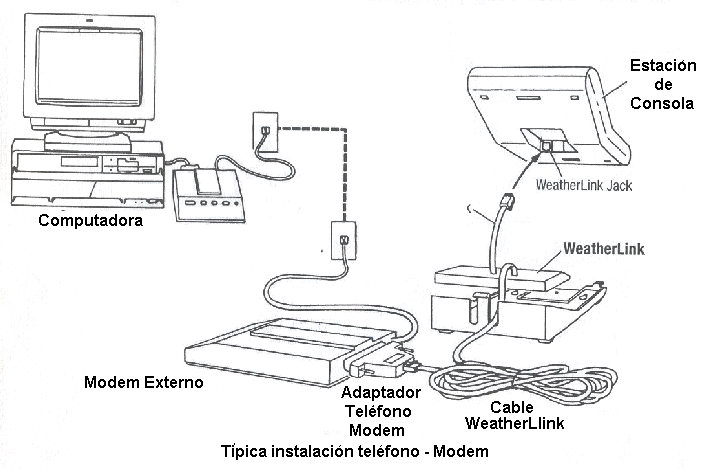 Estación
de
Consola
WeatherLink Jack
Computadora
WeatherLink
Modem Externo
Adaptador
Teléfono
Modem
Cable
WeatherLlink
Típica instalación teléfono - Modem